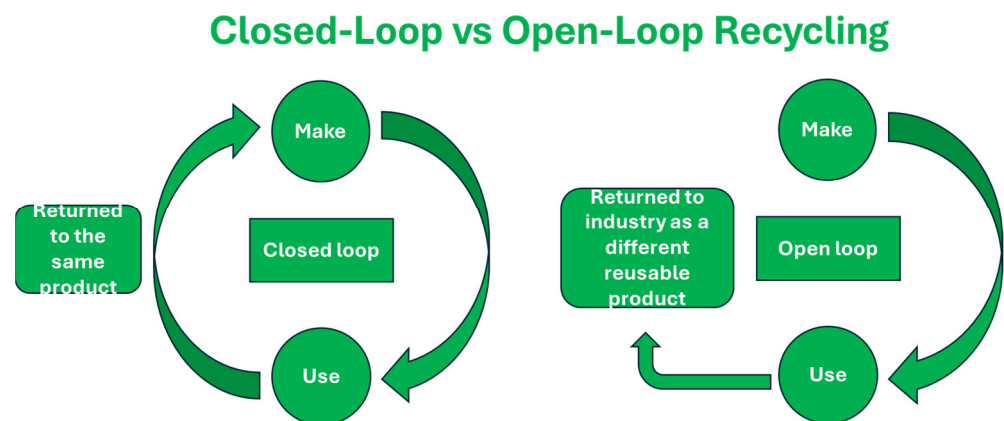 Closed-Loop vs Open-Loop Recycling
Make
Returned
to the
same
product
Closed loop
Use
Make
Returned to
industry as a
different
reusable
product
Open loop
Use